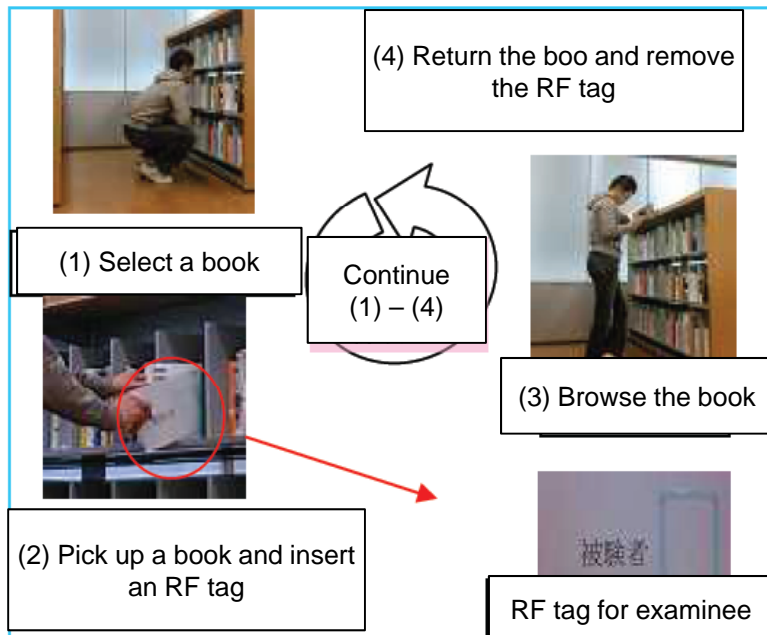 (4) Return the boo and remove
the RF tag
(1) Select a book
Continue
(1) – (4)
(3) Browse the book
(2) Pick up a book and insert
an RF tag
被験者
RF tag for examinee